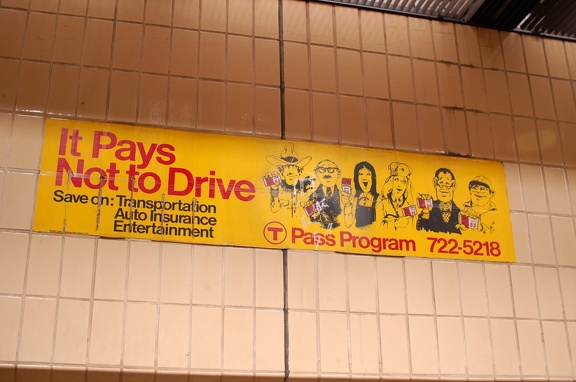 It Pays
Not to Drive
Save on: Transportation
Auto Insurance
Entertainment
T Pass Program 722-5218